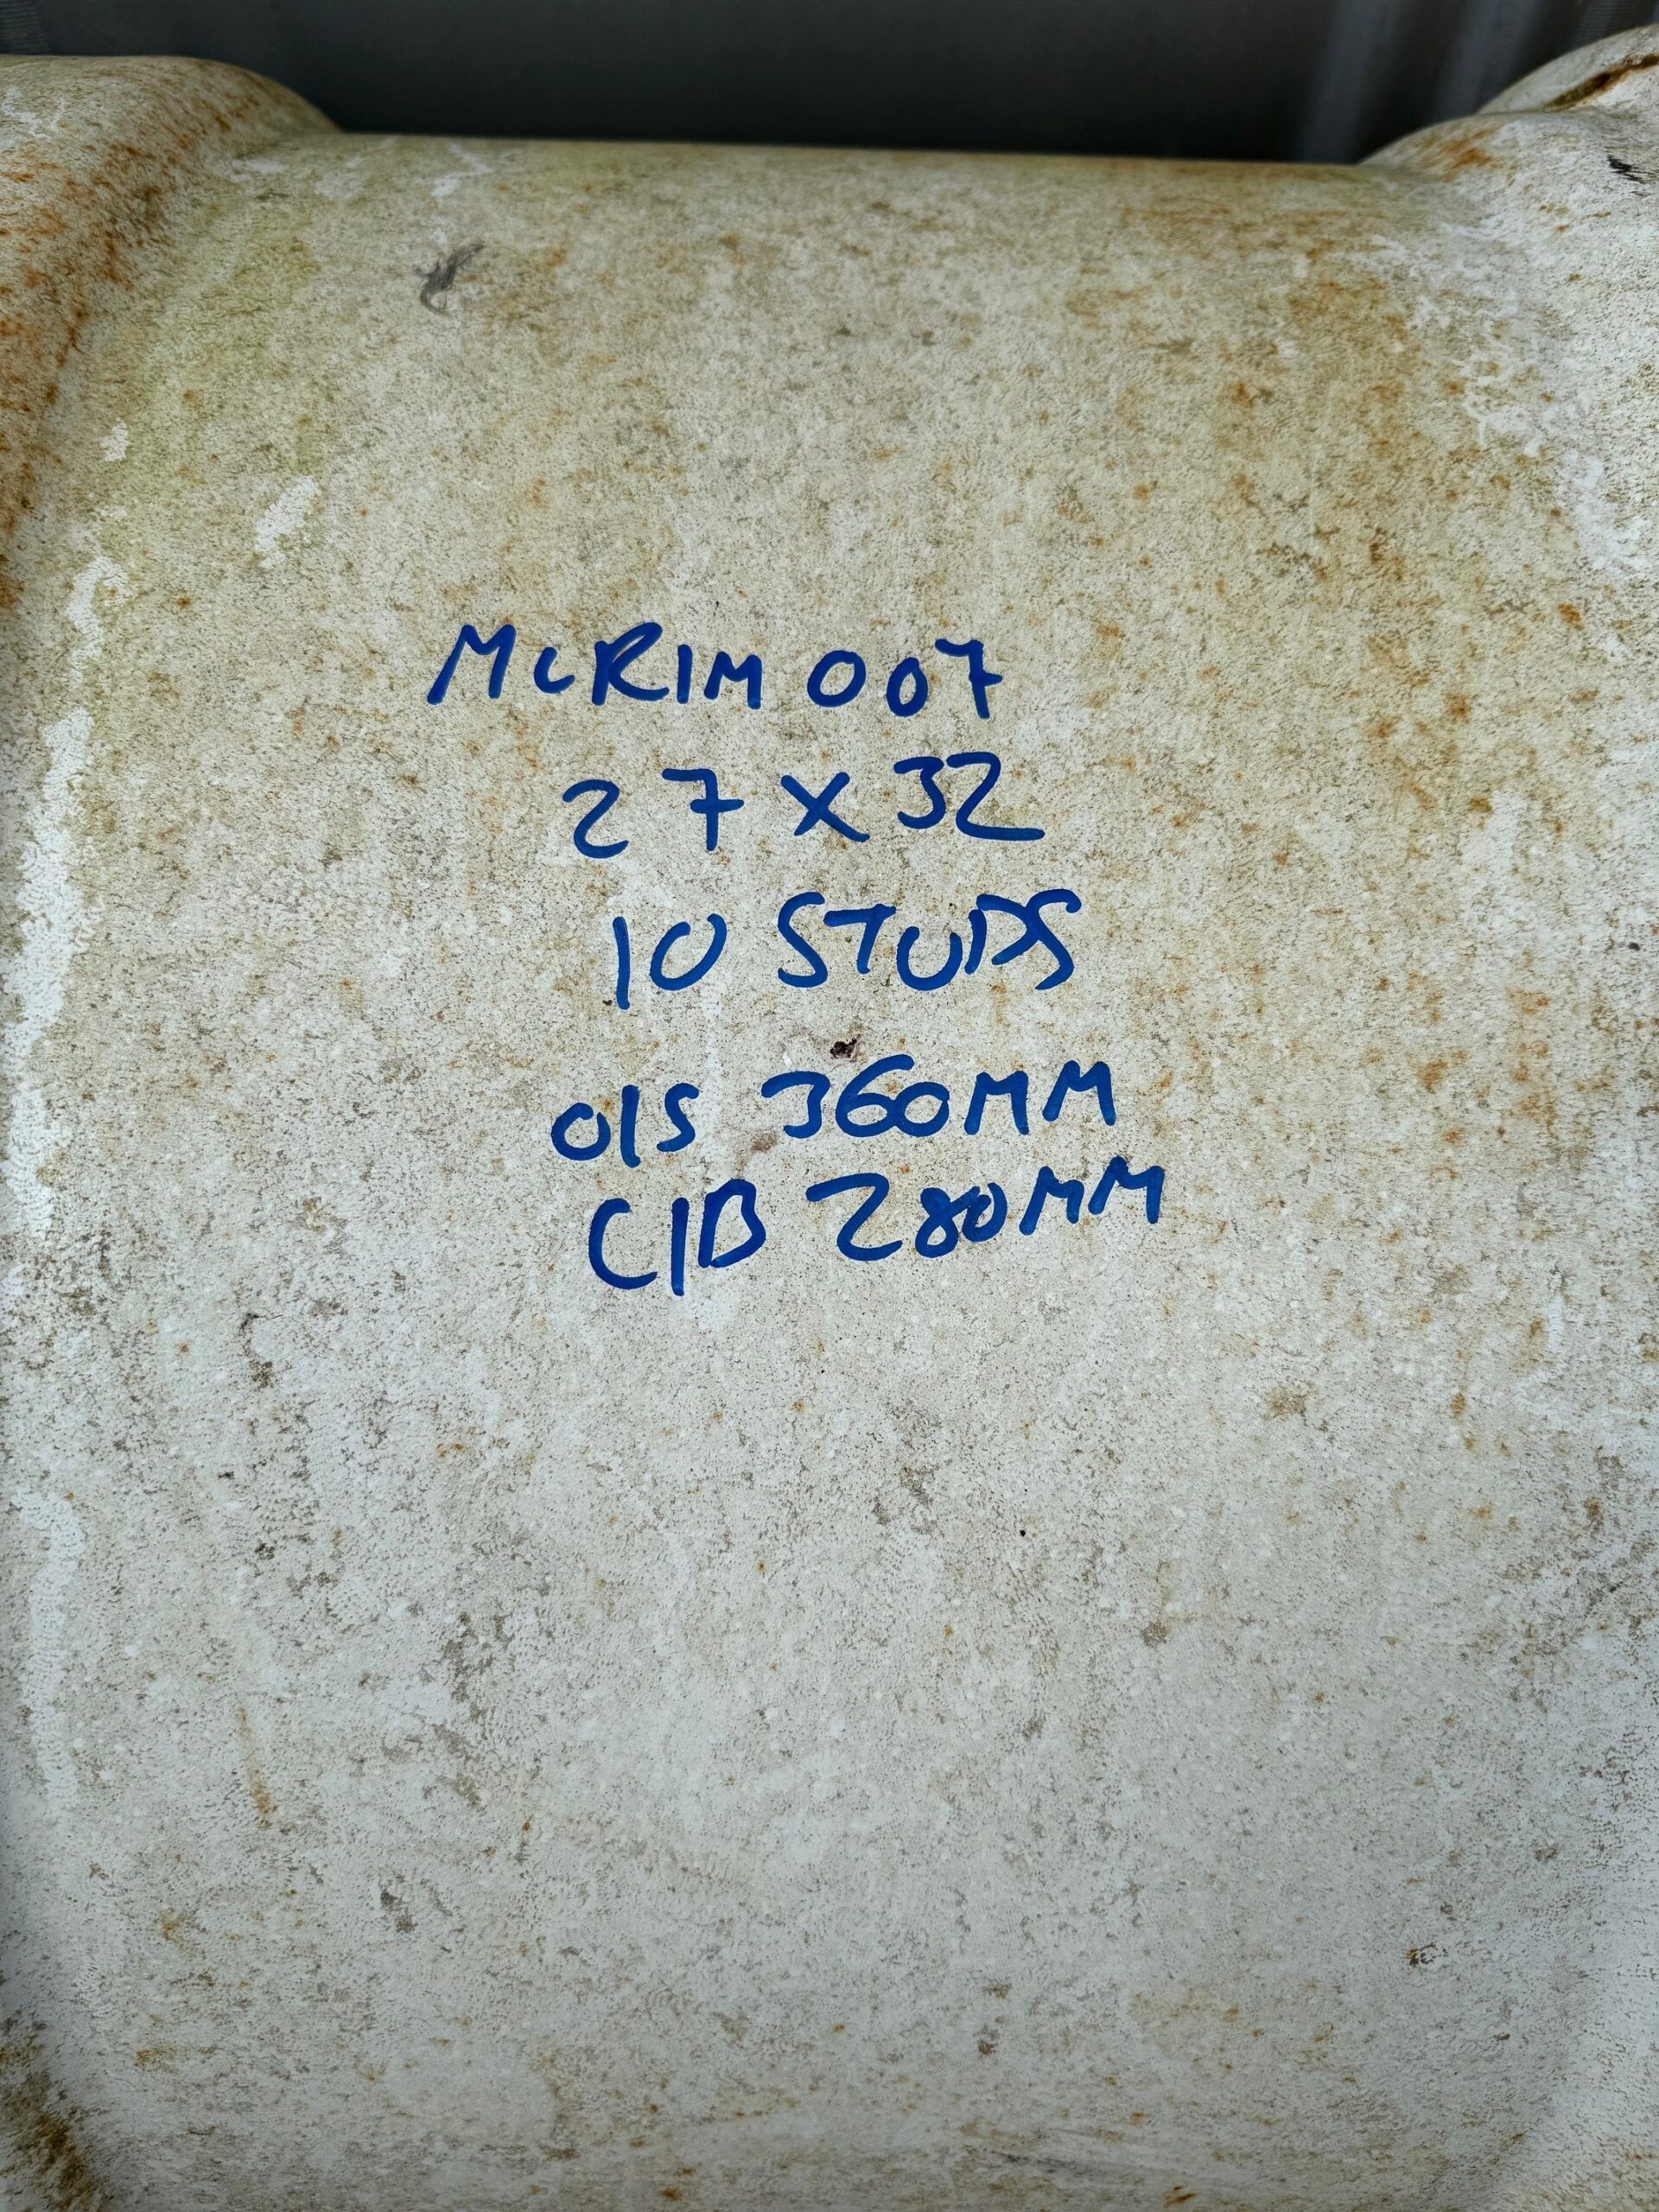 McRIM 007
27 x 32
10 STUDS
O/S 360MM
C/B 280MM